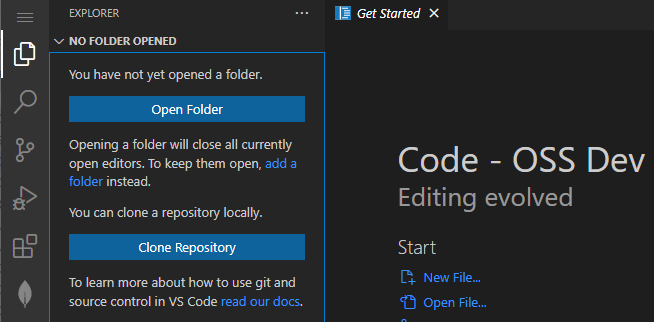 EXPLORER
NO FOLDER OPENED
You have not yet opened a folder.
Open Folder
Opening a folder will close all currently
open editors. To keep them open, add a
folder instead.
You can clone a repository locally.
Clone Repository
To learn more about how to use git and
source control in VS Code read our docs.
Get Started
Code - OSS Dev
Editing evolved
Start
New File...
Open File...